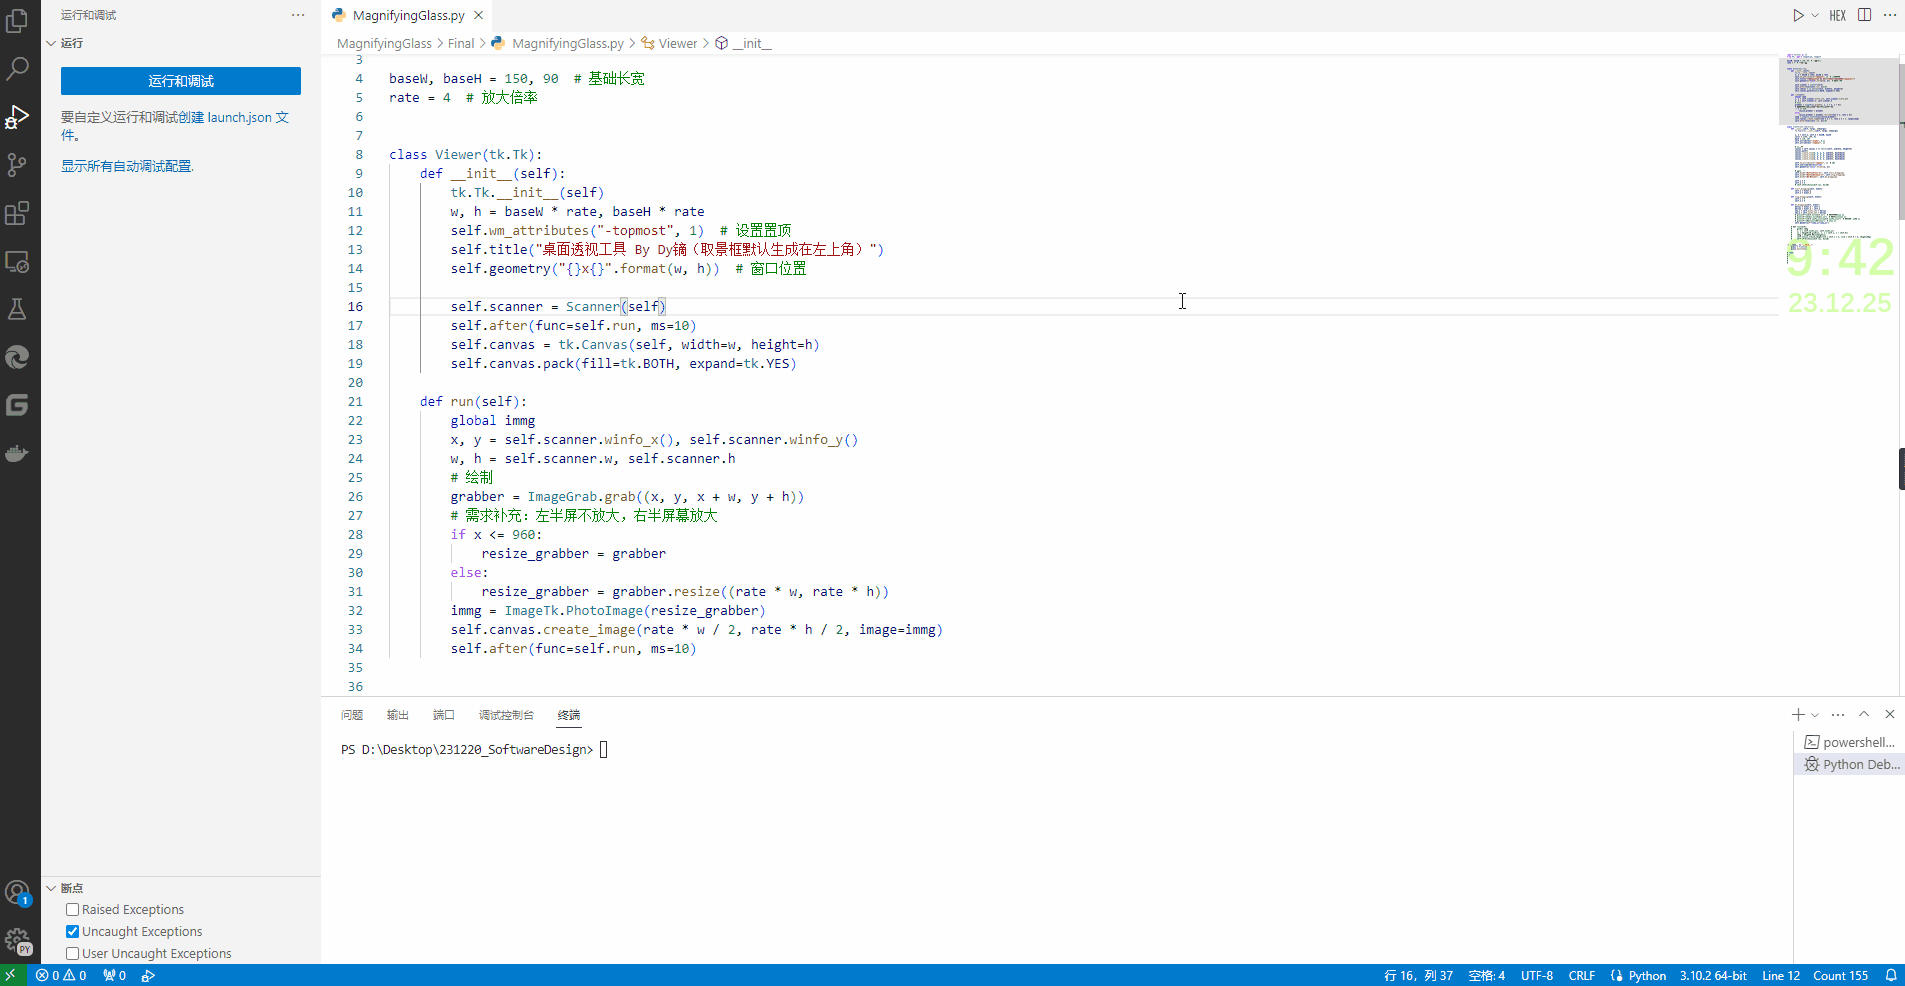 运行和调试
MagnifyingGlass.py
HEX
运行
MagnifyingGlass > Final > MagnifyingGlass.py > Viewer > __init__
运行和调试
要自定义运行和调试创建 launch.json 文
件。
显示所有自动调试配置.
3
4 baseW, baseH = 150, 90  # 基础长宽
5 rate = 4  # 放大倍率
6
7
8 class Viewer(tk.Tk):
9     def __init__(self):
10         tk.Tk.__init__(self)
11         w, h = baseW * rate, baseH * rate
12         self.wm_attributes("-topmost", 1)  # 设置置顶
13         self.title("桌面透视工具 By Dy镝（取景框默认生成在左上角）")
14         self.geometry("{}x{}".format(w, h))  # 窗口位置
15
16         self.scanner = Scanner(self)
17         self.after(func=self.run, ms=10)
18         self.canvas = tk.Canvas(self, width=w, height=h)
19         self.canvas.pack(fill=tk.BOTH, expand=tk.YES)
20
21     def run(self):
22         global immg
23         x, y = self.scanner.winfo_x(), self.scanner.winfo_y()
24         w, h = self.scanner.w, self.scanner.h
25         # 绘制
26         grabber = ImageGrab.grab((x, y, x + w, y + h))
27         # 需求补充: 左半屏不放大，右半屏幕放大
28         if x <= 960:
29             resize_grabber = grabber
30         else:
31             resize_grabber = grabber.resize((rate * w, rate * h))
32         immg = ImageTk.PhotoImage(resize_grabber)
33         self.canvas.create_image(rate * w / 2, rate * h / 2, image=immg)
34         self.after(func=self.run, ms=10)
35
36
9:42
23.12.25
问题 输出 端口 调试控制台 终端
PS D:\Desktop\231220_SoftwareDesign>
powershell...
Python Deb...
断点
Raised Exceptions
Uncaught Exceptions
User Uncaught Exceptions
1
PY
0 0 0
行 16，列 37 空格: 4 UTF-8 CRLF Python 3.10.2 64-bit Line 12 Count 155